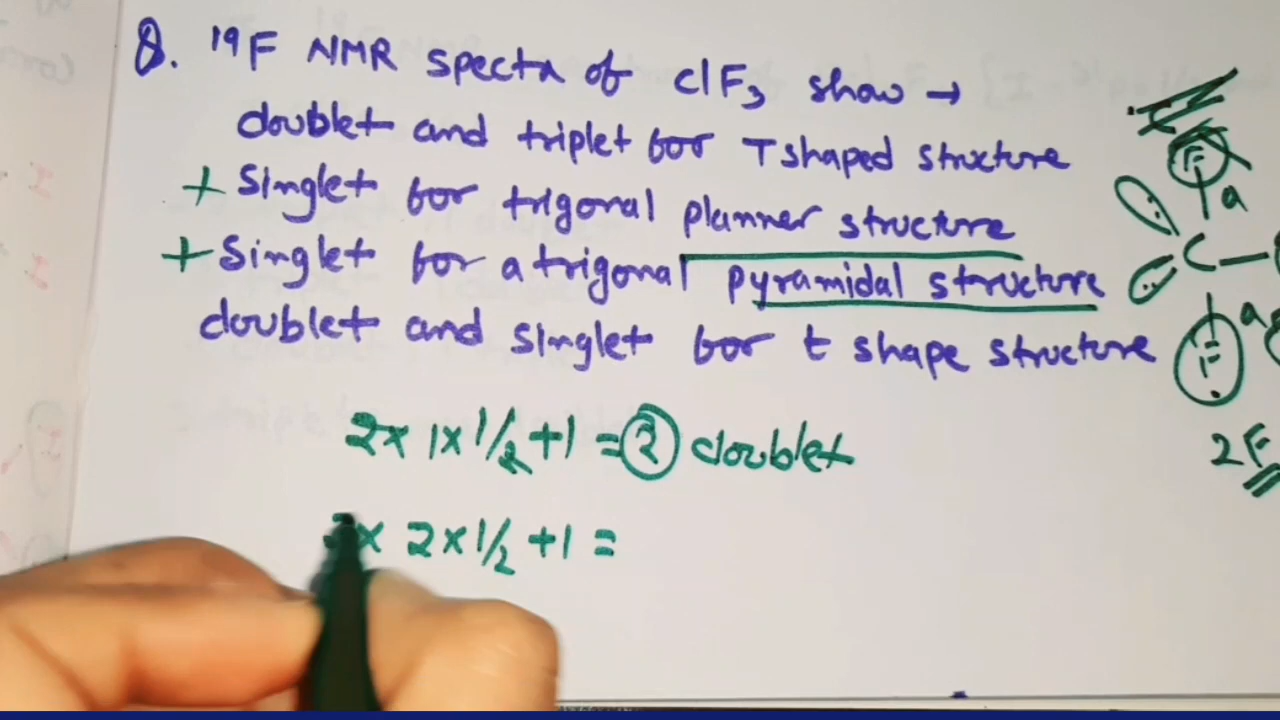 Q. 19F NMR specta of ClF3 show →
doublet and triplet for T shaped structure
+ Singlet for trigonal planner structure
+ Singlet for a trigonal pyramidal structure
doublet and singlet for t shape structure
F
a
C —
a
F
2F
2 × 1 × 1/2 + 1 = 2 doublet
2 × 2 × 1/2 + 1 =